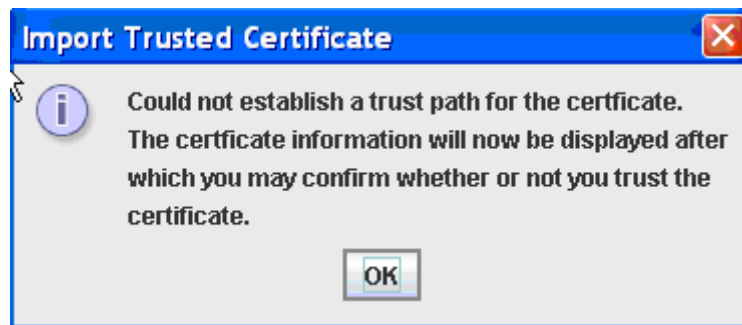 Import Trusted Certificate
Could not establish a trust path for the certficate.
The certficate information will now be displayed after
which you may confirm whether or not you trust the
certificate.
OK